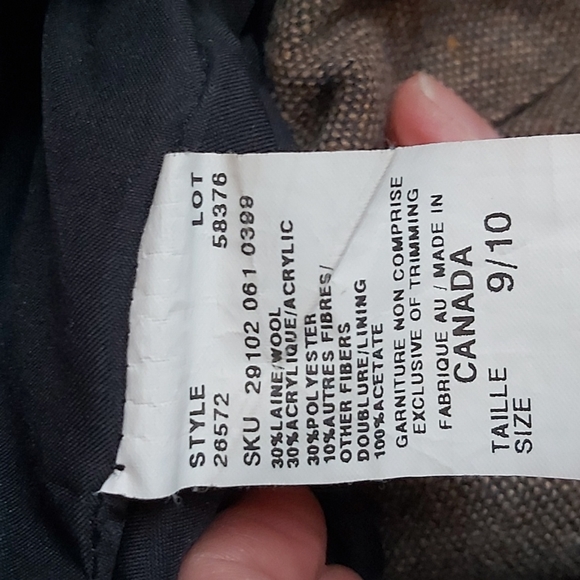 STYLE LOT
26572 58376
SKU 29102 061 0399
30%LAINE/WOOL
30%ACRYLIQUE/ACRYLIC
30%POLYESTER
10%AUTRES FIBRES/
OTHER FIBERS
DOUBLURE/LINING
100%ACETATE
GARNITURE NON COMPRISE
EXCLUSIVE OF TRIMMING
FABRIQUE AU / MADE IN
CANADA
TAILLE 9/10
SIZE